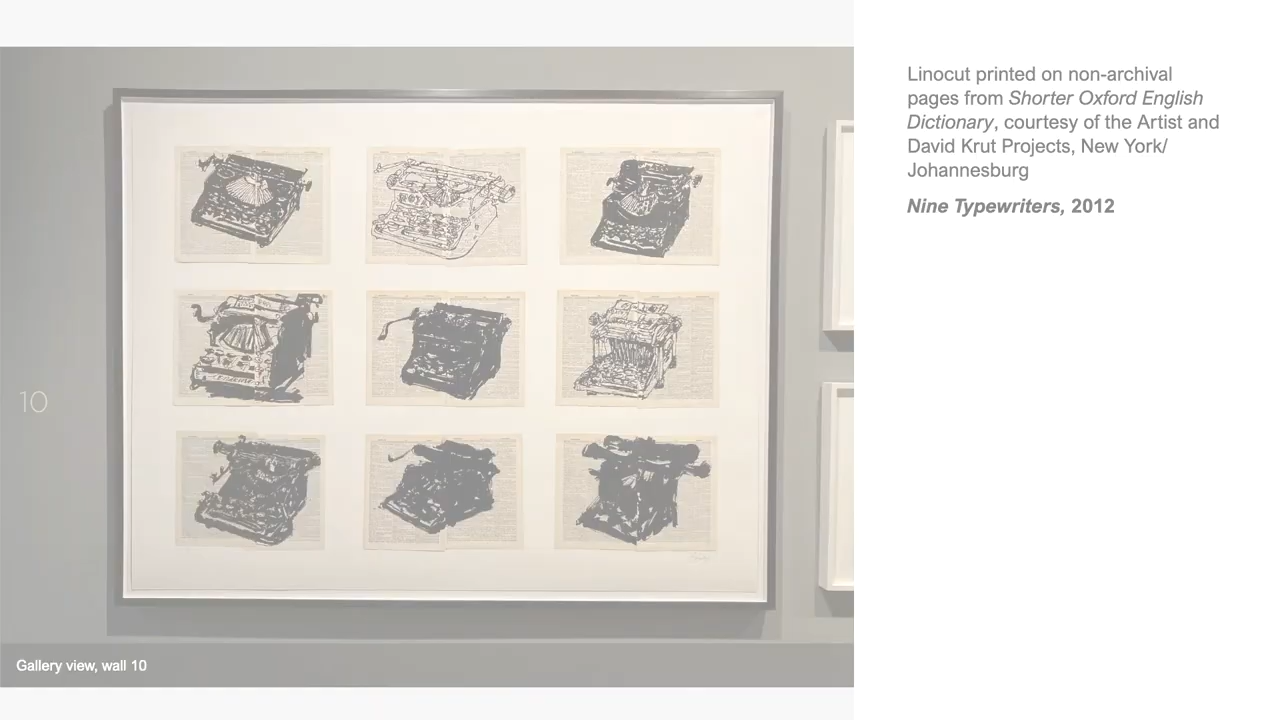 Linocut printed on non-archival
pages from Shorter Oxford English
Dictionary, courtesy of the Artist and
David Krut Projects, New York/
Johannesburg
Nine Typewriters, 2012
10
Gallery view, wall 10